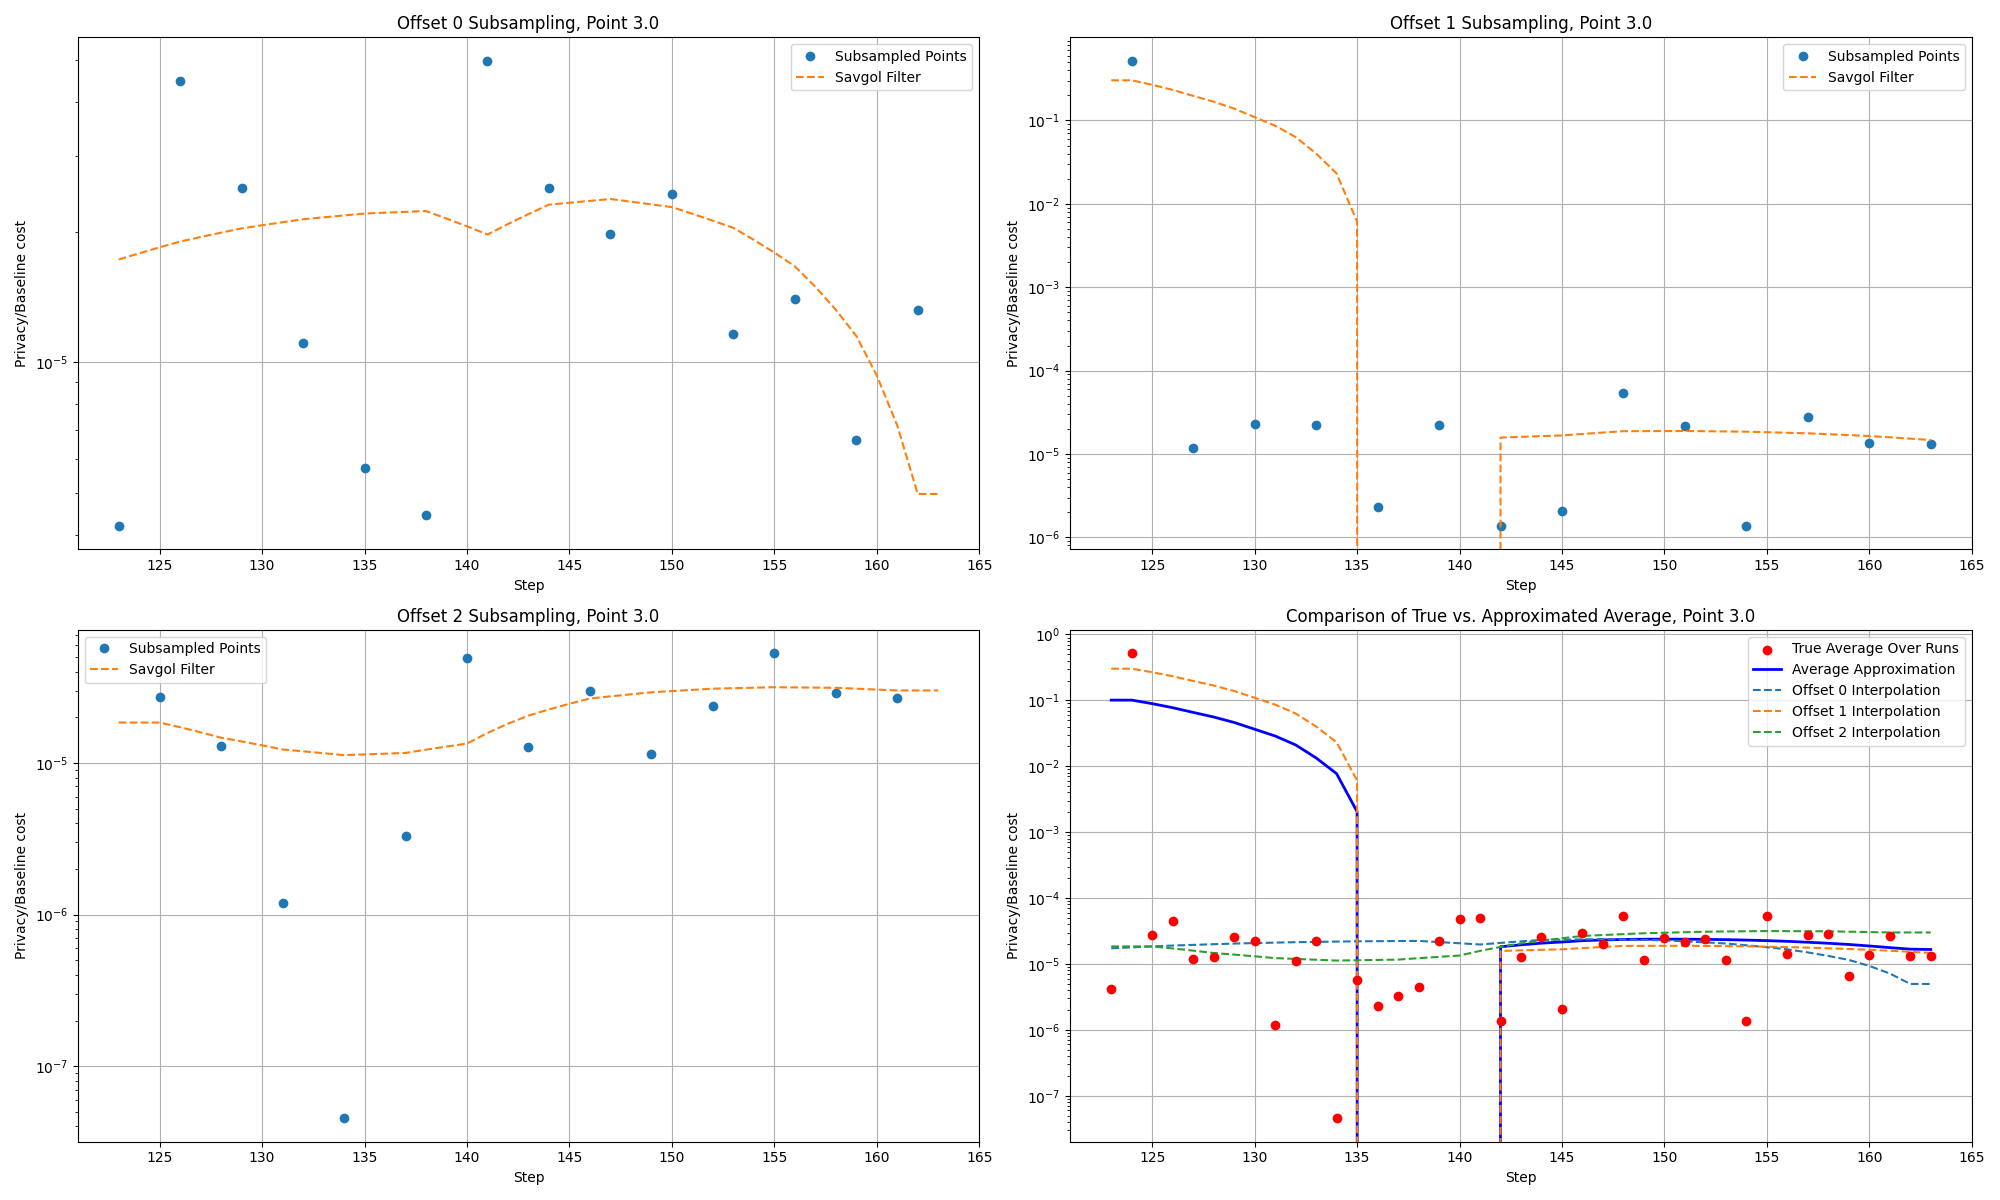 Offset 0 Subsampling, Point 3.0
Subsampled Points
Savgol Filter
Privacy/Baseline cost
10⁻⁵
125 130 135 140 145 150 155 160 165
Step
Offset 1 Subsampling, Point 3.0
Subsampled Points
Savgol Filter
Privacy/Baseline cost
10⁻¹
10⁻²
10⁻³
10⁻⁴
10⁻⁵
10⁻⁶
125 130 135 140 145 150 155 160 165
Step
Offset 2 Subsampling, Point 3.0
Subsampled Points
Savgol Filter
Privacy/Baseline cost
10⁻⁵
10⁻⁶
10⁻⁷
125 130 135 140 145 150 155 160 165
Step
Comparison of True vs. Approximated Average, Point 3.0
True Average Over Runs
Average Approximation
Offset 0 Interpolation
Offset 1 Interpolation
Offset 2 Interpolation
Privacy/Baseline cost
10⁰
10⁻¹
10⁻²
10⁻³
10⁻⁴
10⁻⁵
10⁻⁶
10⁻⁷
125 130 135 140 145 150 155 160 165
Step